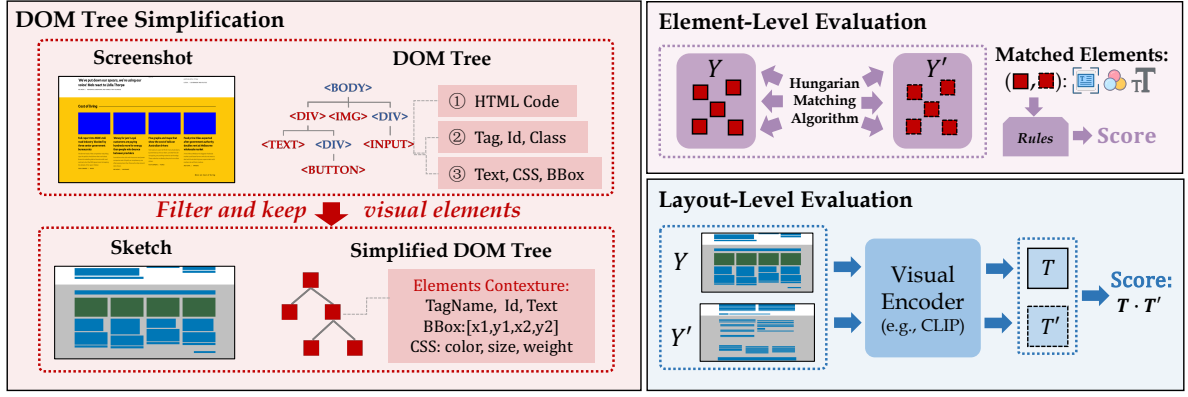 DOM Tree Simplification
Screenshot
DOM Tree
<BODY>
<DIV> <IMG> <DIV>
<TEXT> <DIV> <INPUT>
<BUTTON>
① HTML Code
② Tag, Id, Class
③ Text, CSS, BBox
Filter and keep visual elements
Sketch
Simplified DOM Tree
Elements Contexture:
TagName, Id, Text
BBox:[x1,y1,x2,y2]
CSS: color, size, weight
Element-Level Evaluation
Y
Y′
Hungarian
Matching
Algorithm
Matched Elements:
( , ):
Rules
Score
Layout-Level Evaluation
Y
Y′
Visual
Encoder
(e.g., CLIP)
T
T′
Score:
T · T′